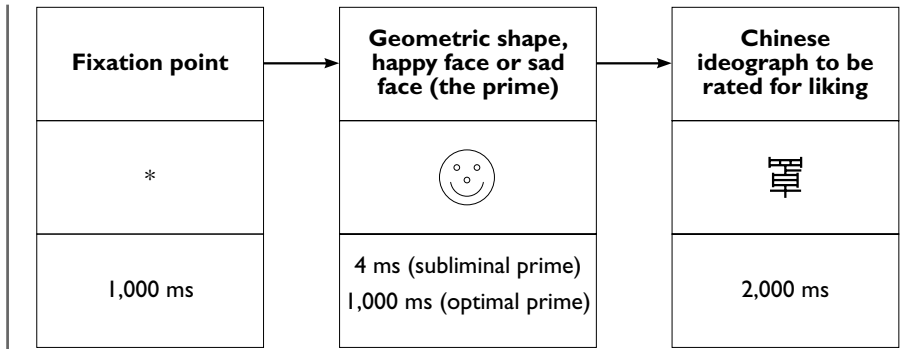 Fixation point
Geometric shape,
happy face or sad
face (the prime)
Chinese
ideograph to be
rated for liking
*
1,000 ms
4 ms (subliminal prime)
1,000 ms (optimal prime)
2,000 ms